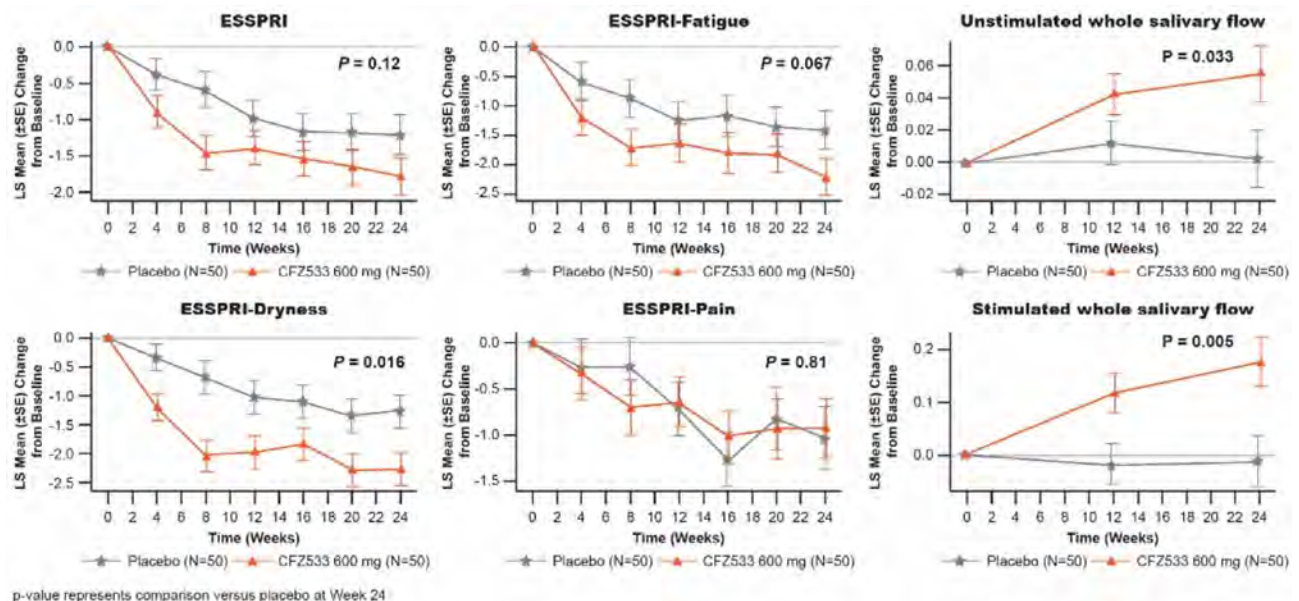 ESSPRI
LS Mean (±SE) Change
from Baseline
0.0
-0.5
-1.0
-1.5
-2.0
P = 0.12
0 2 4 6 8 10 12 14 16 18 20 22 24
Time (Weeks)
Placebo (N=50) CFZ533 600 mg (N=50)
ESSPRI-Fatigue
LS Mean (±SE) Change
from Baseline
0.0
-0.5
-1.0
-1.5
-2.0
-2.5
P = 0.067
0 2 4 6 8 10 12 14 16 18 20 22 24
Time (Weeks)
Placebo (N=50) CFZ533 600 mg (N=50)
Unstimulated whole salivary flow
LS Mean (±SE) Change
from Baseline
0.06
0.04
0.02
0.00
-0.02
P = 0.033
0 2 4 6 8 10 12 14 16 18 20 22 24
Time (Weeks)
Placebo (N=50) CFZ533 600 mg (N=50)
ESSPRI-Dryness
LS Mean (±SE) Change
from Baseline
0.0
-0.5
-1.0
-1.5
-2.0
-2.5
P = 0.016
0 2 4 6 8 10 12 14 16 18 20 22 24
Time (Weeks)
Placebo (N=50) CFZ533 600 mg (N=50)
ESSPRI-Pain
LS Mean (±SE) Change
from Baseline
0.0
-0.5
-1.0
-1.5
P = 0.81
0 2 4 6 8 10 12 14 16 18 20 22 24
Time (Weeks)
Placebo (N=50) CFZ533 600 mg (N=50)
Stimulated whole salivary flow
LS Mean (±SE) Change
from Baseline
0.2
0.1
0.0
P = 0.005
0 2 4 6 8 10 12 14 16 18 20 22 24
Time (Weeks)
Placebo (N=50) CFZ533 600 mg (N=50)
p-value represents comparison versus placebo at Week 24